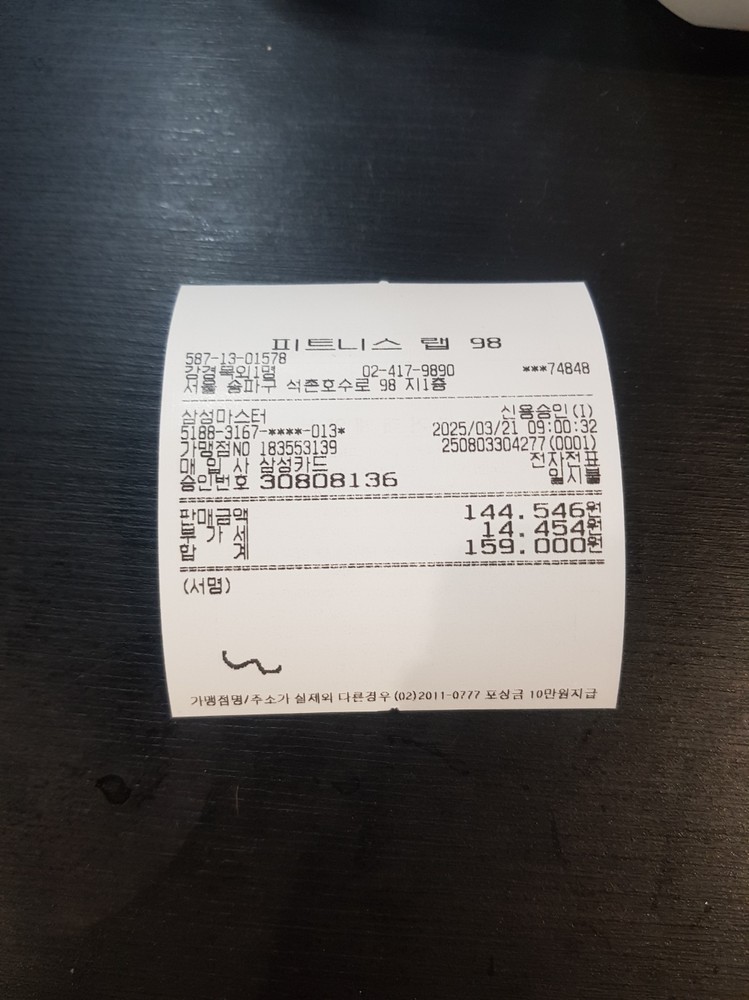 피트니스 랩 98
587-13-01578
강경묵외1명 02-417-9890 ***74848
서울 송파구 석촌호수로 98 지1층
삼성마스터 신용승인(I)
5188-3167-****-013* 2025/03/21 09:00:32
가맹점NO 183553139 250803304277(0001)
매 입 사 삼성카드 전자전표
승인번호 30808136 일시불
판매금액 144.546원
부 가 세 14.454원
합 계 159.000원
(서명)
가맹점명/주소가 실제와 다른경우(02)2011-0777 포상금 10만원지급